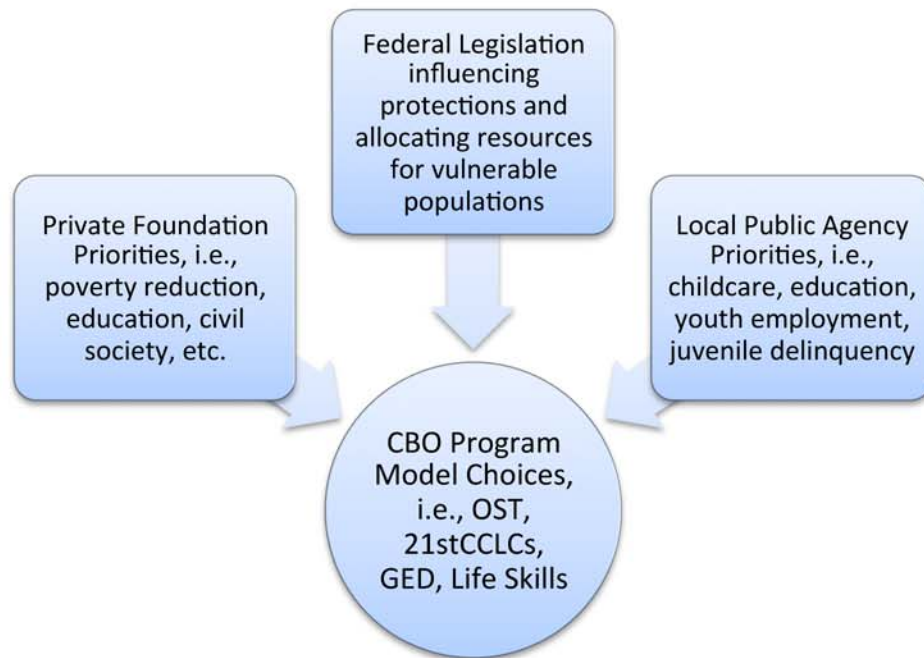 Federal Legislation
influencing
protections and
allocating resources
for vulnerable
populations
Private Foundation
Priorities, i.e.,
poverty reduction,
education, civil
society, etc.
Local Public Agency
Priorities, i.e.,
childcare, education,
youth employment,
juvenile delinquency
CBO Program
Model Choices,
i.e., OST,
21stCCLCs,
GED, Life Skills